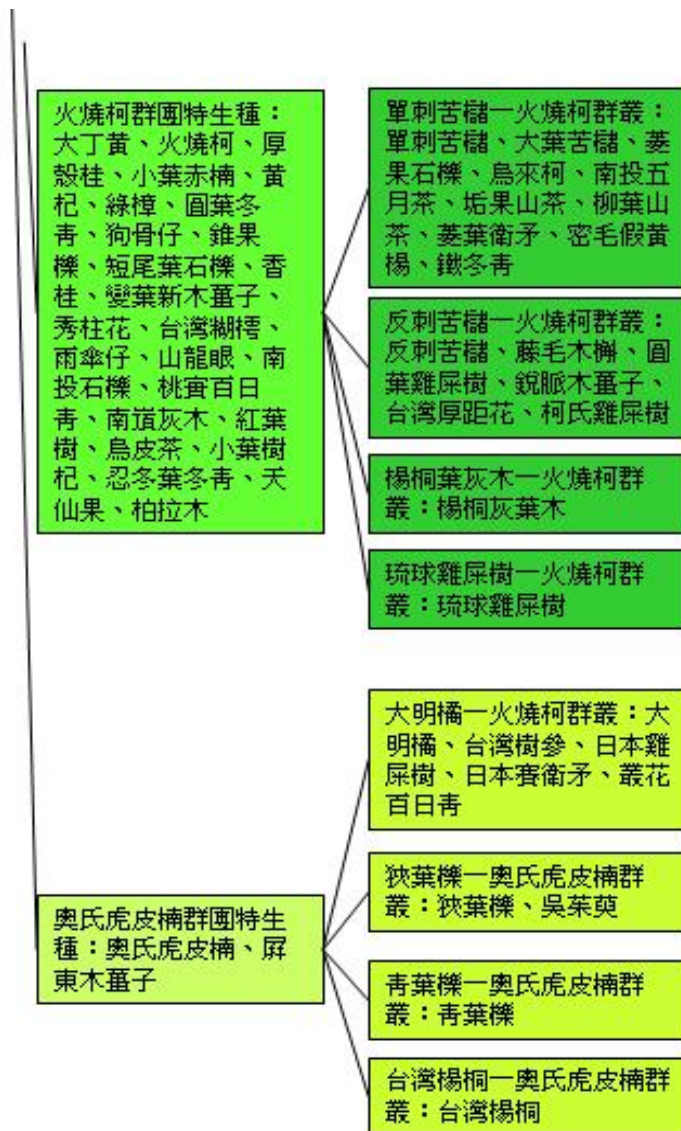 火燒柯群團特生種：
大丁黃、火燒柯、厚
殼桂、小葉赤楠、黃
杞、綠樟、圓葉冬
青、狗骨仔、錐果
櫟、短尾葉石櫟、香
桂、變葉新木薑子、
秀柱花、台灣糊樗、
雨傘仔、山龍眼、南
投石櫟、桃實百日
青、南嶺灰木、紅葉
樹、烏皮茶、小葉樹
杞、忍冬葉冬青、天
仙果、柏拉木
單刺苦櫧—火燒柯群叢：
單刺苦櫧、大葉苦櫧、菱
果石櫟、烏來柯、南投五
月茶、垢果山茶、柳葉山
茶、菱葉衛矛、密毛假黃
楊、鐵冬青
反刺苦櫧—火燒柯群叢：
反刺苦櫧、藤毛木槲、圓
葉雞屎樹、銳脈木薑子、
台灣厚距花、柯氏雞屎樹
楊桐葉灰木—火燒柯群
叢：楊桐灰葉木
琉球雞屎樹—火燒柯群
叢：琉球雞屎樹
奧氏虎皮楠群團特生
種：奧氏虎皮楠、屏
東木薑子
大明橘—火燒柯群叢：大
明橘、台灣樹參、日本雞
屎樹、日本賽衛矛、叢花
百日青
狹葉櫟—奧氏虎皮楠群
叢：狹葉櫟、吳茱萸
青葉櫟—奧氏虎皮楠群
叢：青葉櫟
台灣楊桐—奧氏虎皮楠群
叢：台灣楊桐